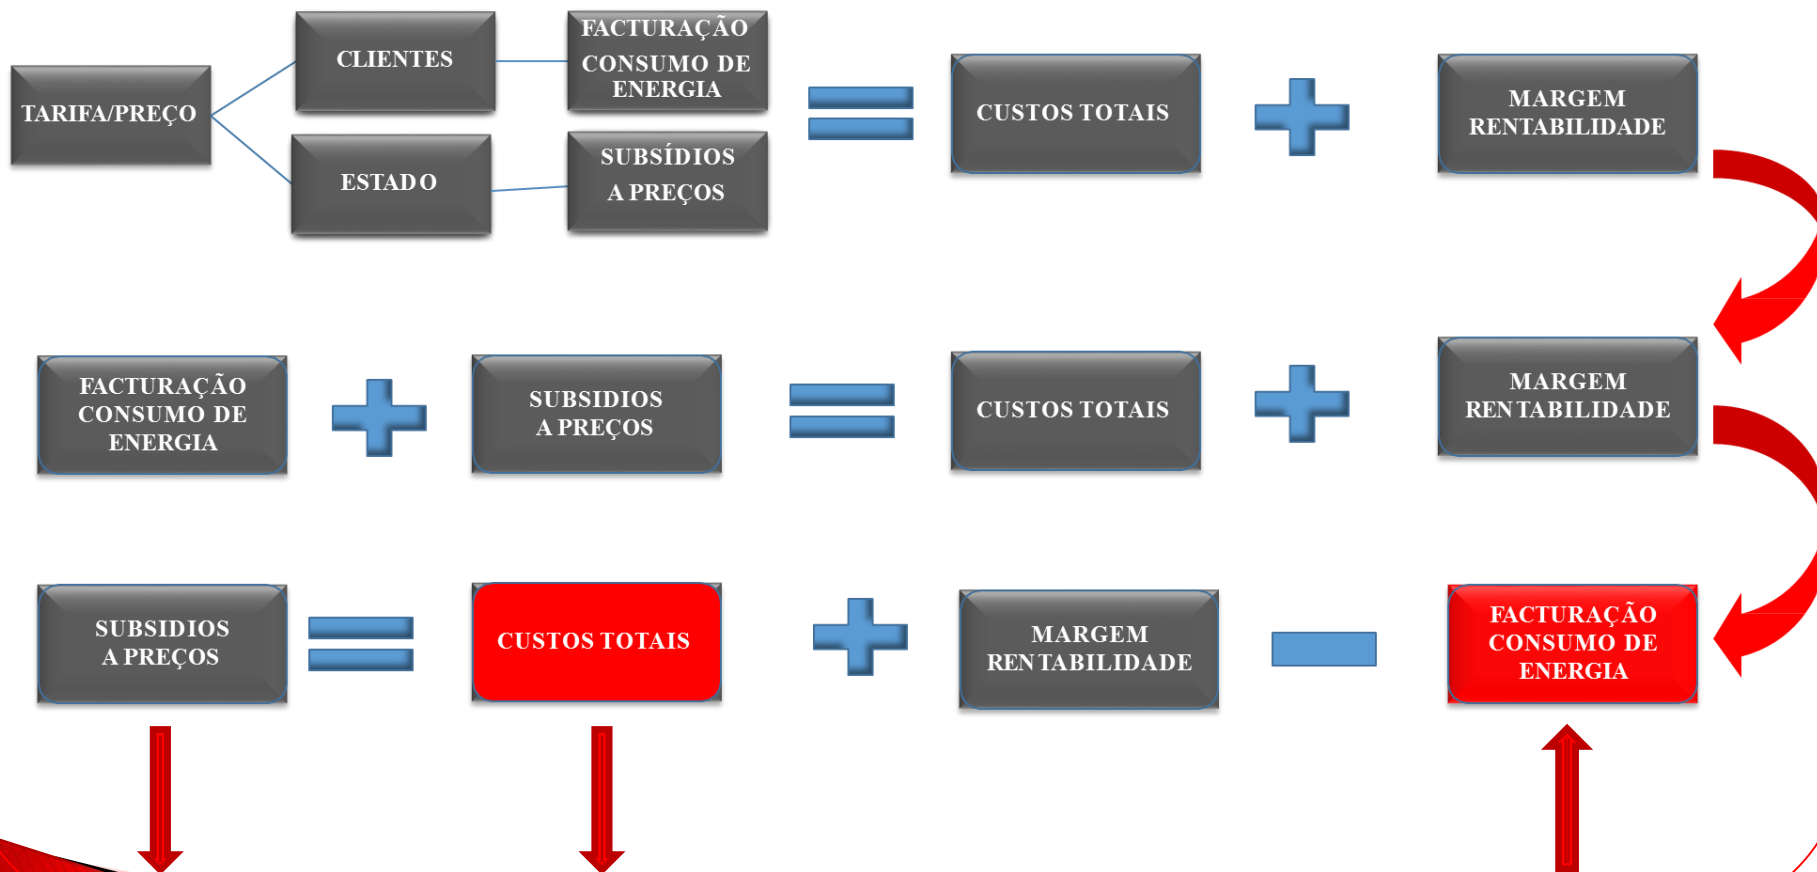 TARIFA/PREÇO
CLIENTES
FACTURAÇÃO
CONSUMO DE
ENERGIA
ESTADO
SUBSÍDIOS
A PREÇOS
CUSTOS TOTAIS
MARGEM
RENTABILIDADE
FACTURAÇÃO
CONSUMO DE
ENERGIA
SUBSIDIOS
A PREÇOS
CUSTOS TOTAIS
MARGEM
RENTABILIDADE
SUBSIDIOS
A PREÇOS
CUSTOS TOTAIS
MARGEM
RENTABILIDADE
FACTURAÇÃO
CONSUMO DE
ENERGIA